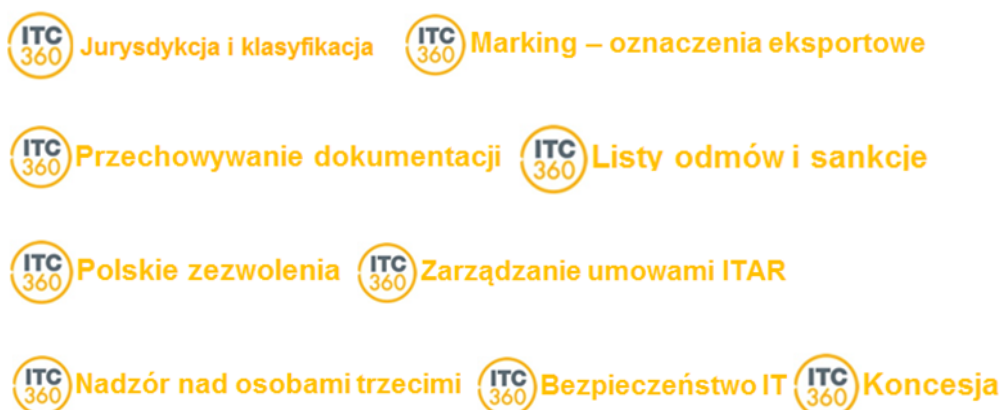 ITC 360 Jurysdykcja i klasyfikacja ITC 360 Marking – oznaczenia eksportowe
ITC 360 Przechowywanie dokumentacji ITC 360 Listy odmów i sankcje
ITC 360 Polskie zezwolenia ITC 360 Zarządzanie umowami ITAR
ITC 360 Nadzór nad osobami trzecimi ITC 360 Bezpieczeństwo IT ITC 360 Koncesja